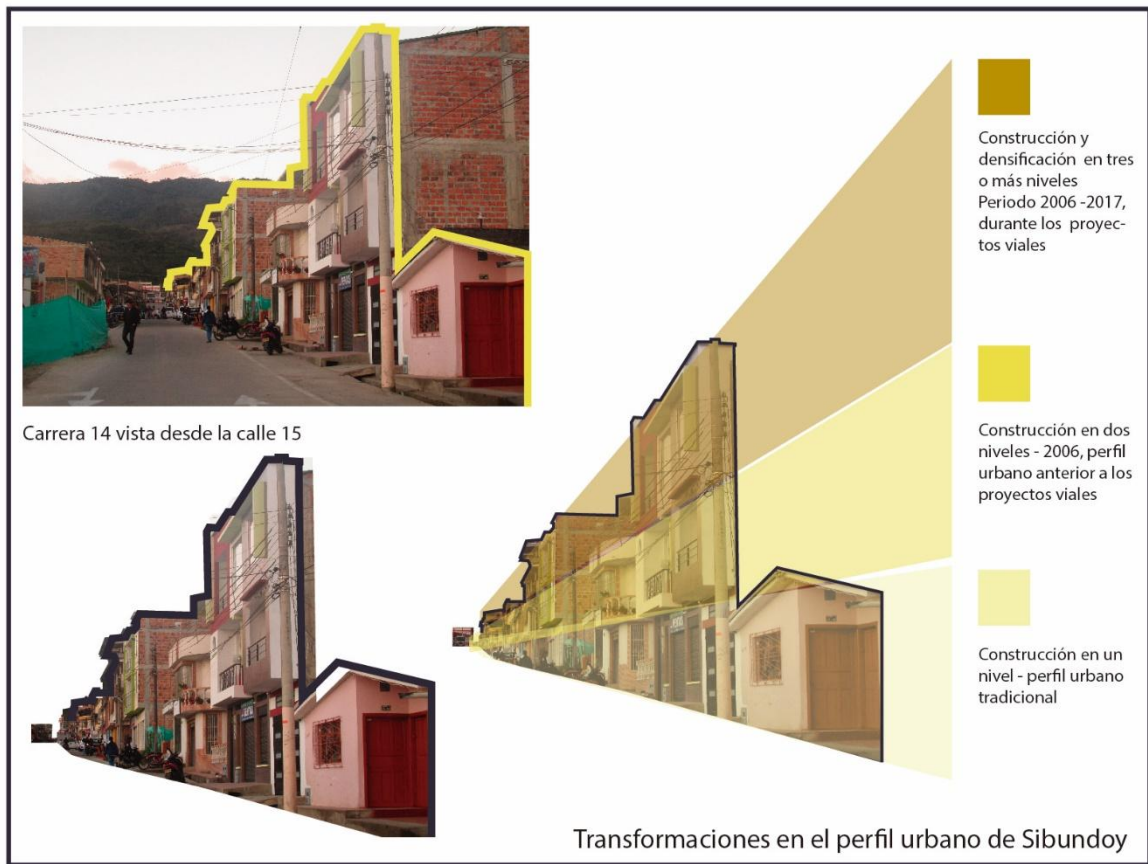 Carrera 14 vista desde la calle 15
Construcción y
densificación en tres
o más niveles
Periodo 2006 -2017,
durante los proyec-
tos viales
Construcción en dos
niveles - 2006, perfil
urbano anterior a los
proyectos viales
Construcción en un
nivel - perfil urbano
tradicional
Transformaciones en el perfil urbano de Sibundoy